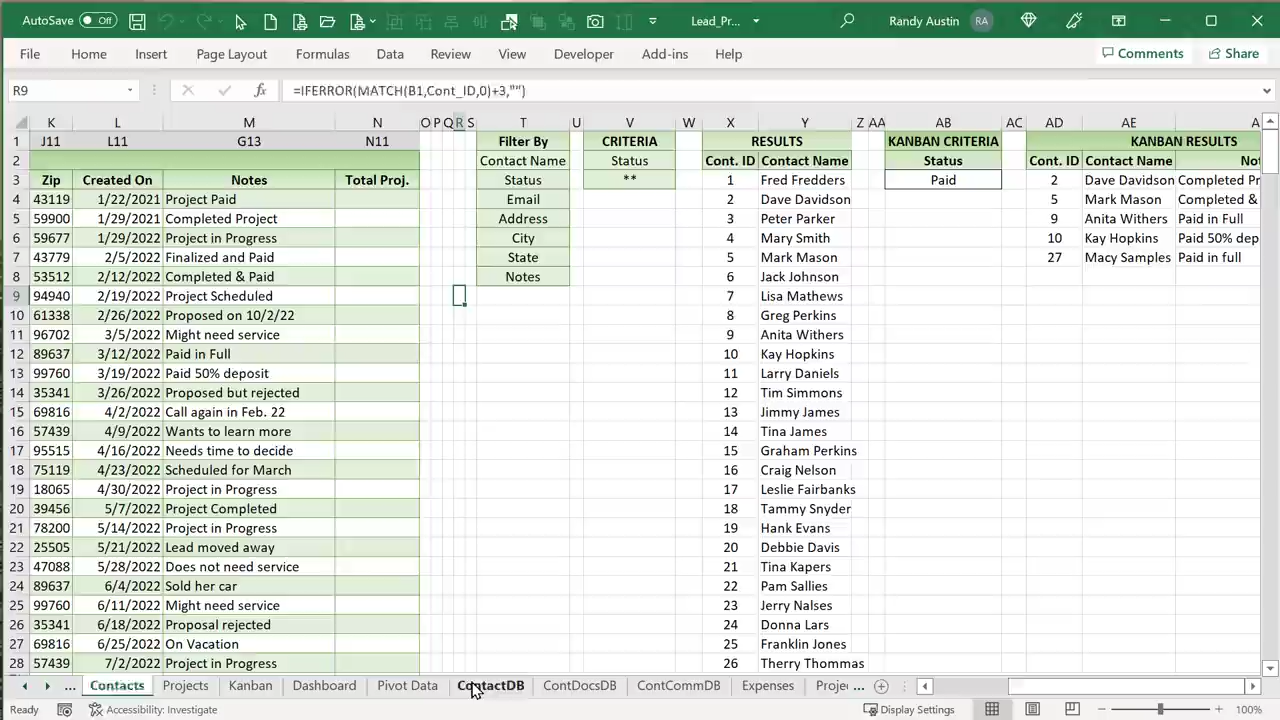 AutoSave Off Lead_Pr... Randy Austin RA
File Home Insert Page Layout Formulas Data Review View Developer Add-ins Help Comments Share
R9 fx =IFERROR(MATCH(B1,Cont_ID,0)+3,"")
K L M N O P Q R S T U V W X Y Z AA AB AC AD AE A
1 J11 L11 G13 N11 Filter By CRITERIA RESULTS KANBAN CRITERIA KANBAN RESULTS
2 Contact Name Status Cont. ID Contact Name Status Cont. ID Contact Name Not
3 Zip Created On Notes Total Proj. Status ** 1 Fred Fredders Paid 2 Dave Davidson Completed Pr
4 43119 1/22/2021 Project Paid Email 2 Dave Davidson 5 Mark Mason Completed &
5 59900 1/29/2021 Completed Project Address 3 Peter Parker 9 Anita Withers Paid in Full
6 59677 1/29/2022 Project in Progress City 4 Mary Smith 10 Kay Hopkins Paid 50% dep
7 43779 2/5/2022 Finalized and Paid State 5 Mark Mason 27 Macy Samples Paid in full
8 53512 2/12/2022 Completed & Paid Notes 6 Jack Johnson
9 94940 2/19/2022 Project Scheduled 7 Lisa Mathews
10 61338 2/26/2022 Proposed on 10/2/22 8 Greg Perkins
11 96702 3/5/2022 Might need service 9 Anita Withers
12 89637 3/12/2022 Paid in Full 10 Kay Hopkins
13 99760 3/19/2022 Paid 50% deposit 11 Larry Daniels
14 35341 3/26/2022 Proposed but rejected 12 Tim Simmons
15 69816 4/2/2022 Call again in Feb. 22 13 Jimmy James
16 57439 4/9/2022 Wants to learn more 14 Tina James
17 95515 4/16/2022 Needs time to decide 15 Graham Perkins
18 75119 4/23/2022 Scheduled for March 16 Craig Nelson
19 18065 4/30/2022 Project in Progress 17 Leslie Fairbanks
20 39456 5/7/2022 Project Completed 18 Tammy Snyder
21 78200 5/14/2022 Project in Progress 19 Hank Evans
22 25505 5/21/2022 Lead moved away 20 Debbie Davis
23 47088 5/28/2022 Does not need service 21 Tina Kapers
24 89637 6/4/2022 Sold her car 22 Pam Sallies
25 99760 6/11/2022 Might need service 23 Jerry Nalses
26 35341 6/18/2022 Proposal rejected 24 Donna Lars
27 69816 6/25/2022 On Vacation 25 Franklin Jones
28 57439 7/2/2022 Project in Progress 26 Therry Thommas
... Contacts Projects Kanban Dashboard Pivot Data ContactDB ContDocsDB ContCommDB Expenses Proje ...
Ready Accessibility: Investigate Display Settings 100%